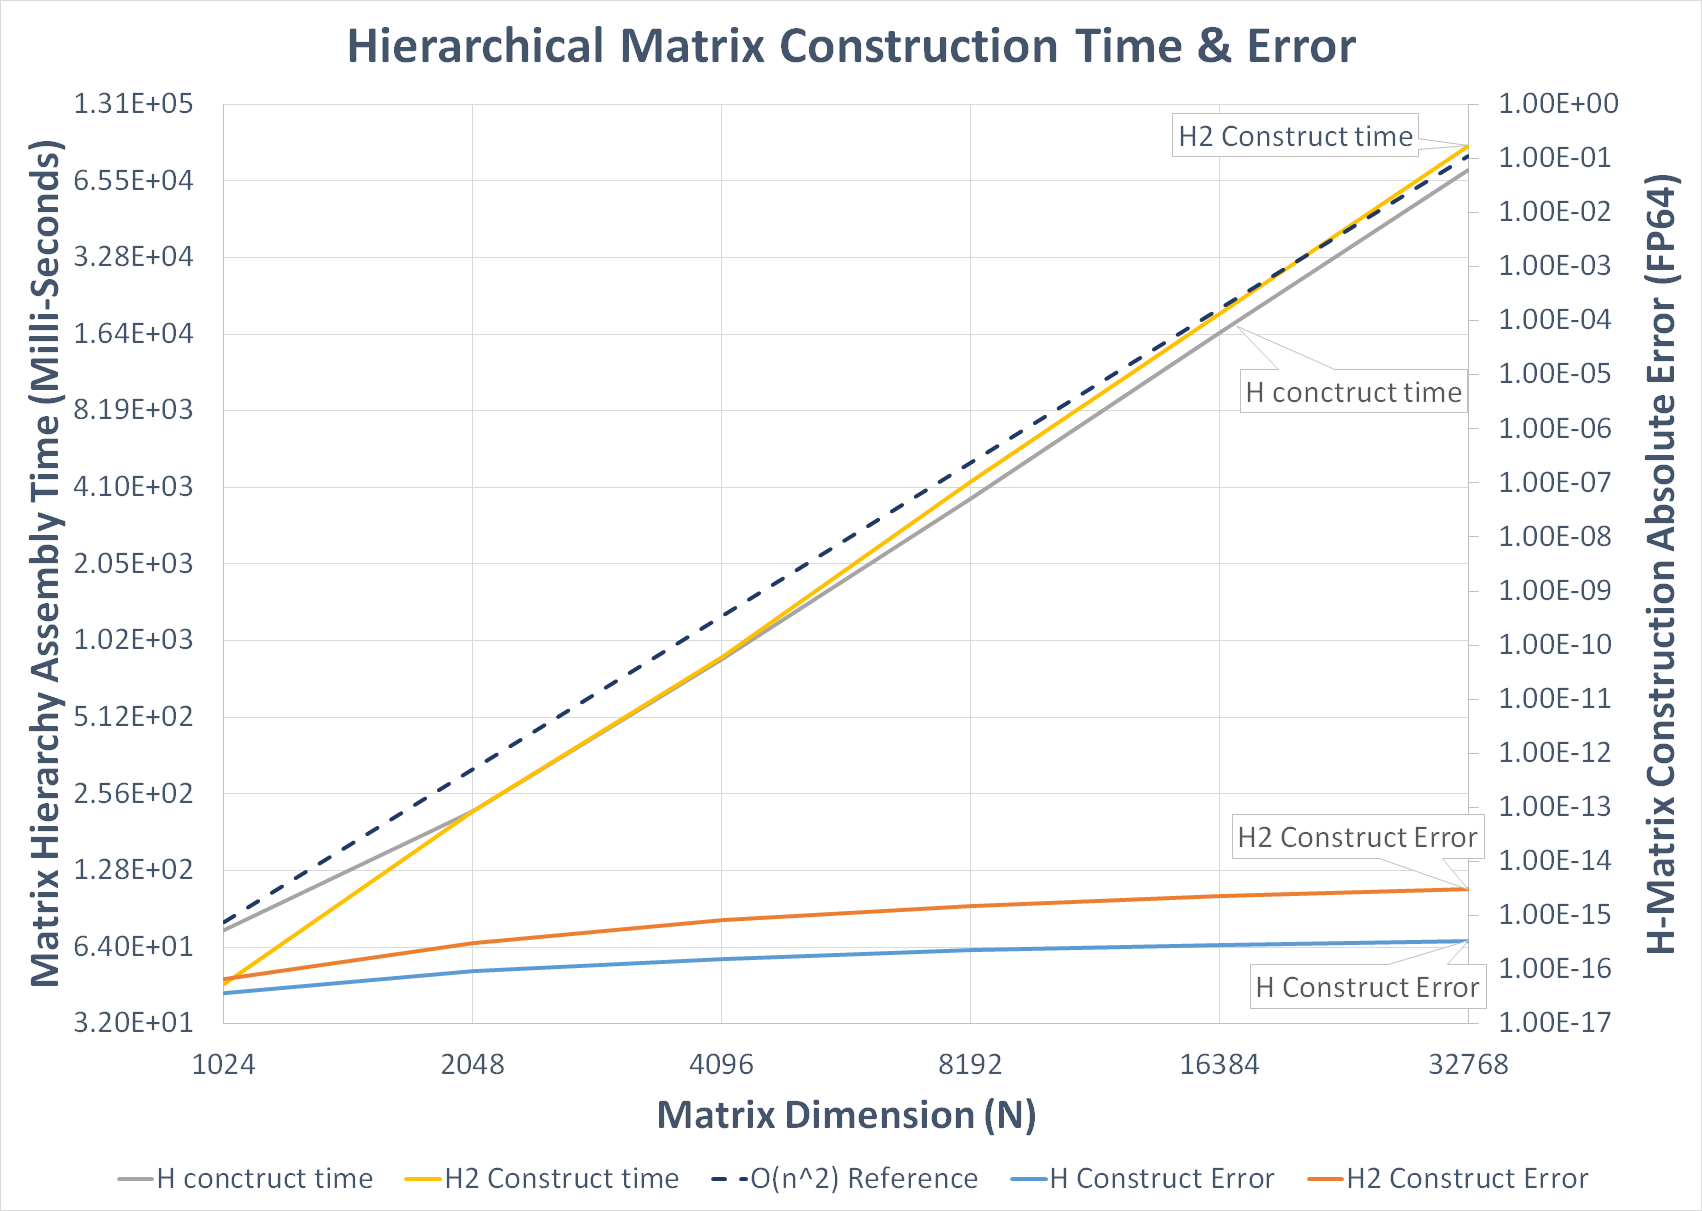 Hierarchical Matrix Construction Time & Error
Matrix Hierarchy Assembly Time (Milli-Seconds)
1.31E+05
6.55E+04
3.28E+04
1.64E+04
8.19E+03
4.10E+03
2.05E+03
1.02E+03
5.12E+02
2.56E+02
1.28E+02
6.40E+01
3.20E+01
H2 Construct time
H conctruct time
H2 Construct Error
H Construct Error
1.00E+00
1.00E-01
1.00E-02
1.00E-03
1.00E-04
1.00E-05
1.00E-06
1.00E-07
1.00E-08
1.00E-09
1.00E-10
1.00E-11
1.00E-12
1.00E-13
1.00E-14
1.00E-15
1.00E-16
1.00E-17
H-Matrix Construction Absolute Error (FP64)
1024 2048 4096 8192 16384 32768
Matrix Dimension (N)
H conctruct time H2 Construct time O(n^2) Reference H Construct Error H2 Construct Error